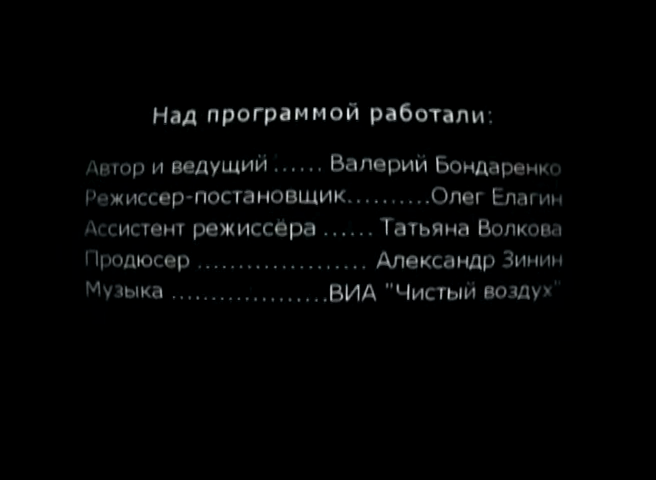 Над программой работали:
Автор и ведущий ...... Валерий Бондаренко
Режиссер-постановщик..........Олег Елагин
Ассистент режиссёра ...... Татьяна Волкова
Продюсер .................... Александр Зинин
Музыка ...................ВИА "Чистый воздух"